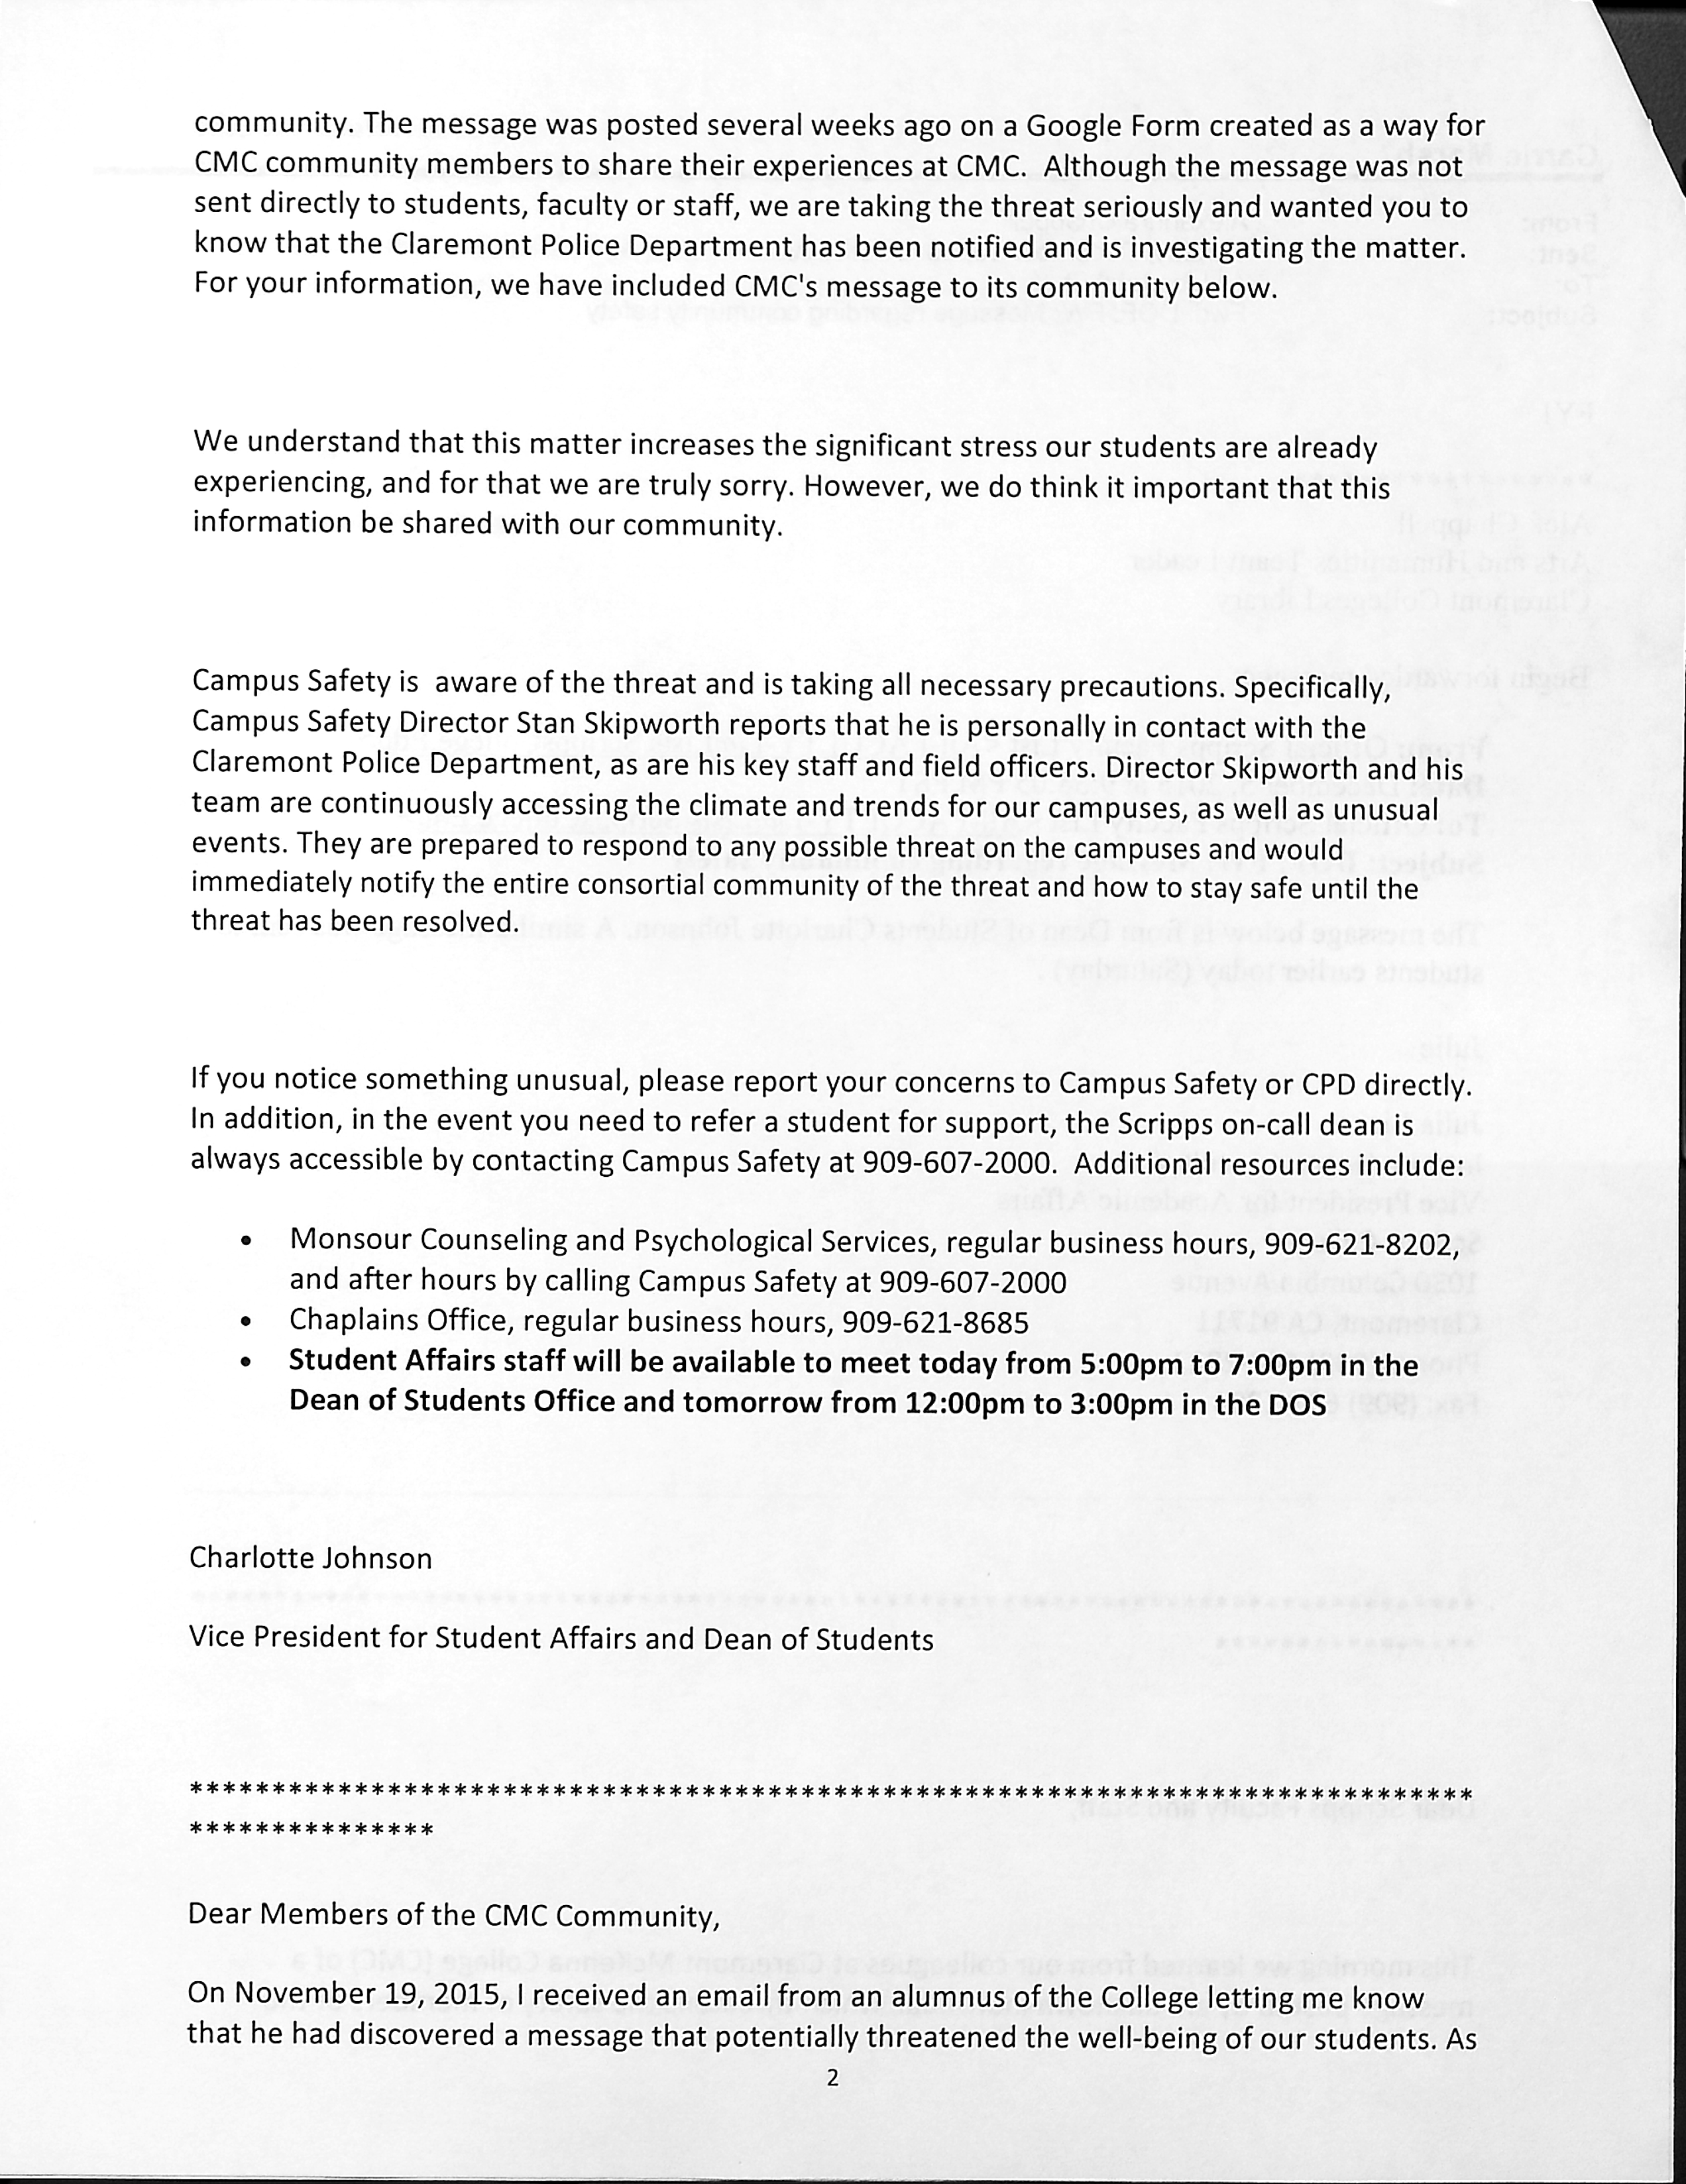 community. The message was posted several weeks ago on a Google Form created as a way for
CMC community members to share their experiences at CMC.  Although the message was not
sent directly to students, faculty or staff, we are taking the threat seriously and wanted you to
know that the Claremont Police Department has been notified and is investigating the matter.
For your information, we have included CMC's message to its community below.
We understand that this matter increases the significant stress our students are already
experiencing, and for that we are truly sorry. However, we do think it important that this
information be shared with our community.
Campus Safety is  aware of the threat and is taking all necessary precautions. Specifically,
Campus Safety Director Stan Skipworth reports that he is personally in contact with the
Claremont Police Department, as are his key staff and field officers. Director Skipworth and his
team are continuously accessing the climate and trends for our campuses, as well as unusual
events. They are prepared to respond to any possible threat on the campuses and would
immediately notify the entire consortial community of the threat and how to stay safe until the
threat has been resolved.
If you notice something unusual, please report your concerns to Campus Safety or CPD directly.
In addition, in the event you need to refer a student for support, the Scripps on-call dean is
always accessible by contacting Campus Safety at 909-607-2000.  Additional resources include:
• Monsour Counseling and Psychological Services, regular business hours, 909-621-8202,
and after hours by calling Campus Safety at 909-607-2000
• Chaplains Office, regular business hours, 909-621-8685
• Student Affairs staff will be available to meet today from 5:00pm to 7:00pm in the
Dean of Students Office and tomorrow from 12:00pm to 3:00pm in the DOS
Charlotte Johnson
Vice President for Student Affairs and Dean of Students
******************************************************************************
***************
Dear Members of the CMC Community,
On November 19, 2015, I received an email from an alumnus of the College letting me know
that he had discovered a message that potentially threatened the well-being of our students. As
2